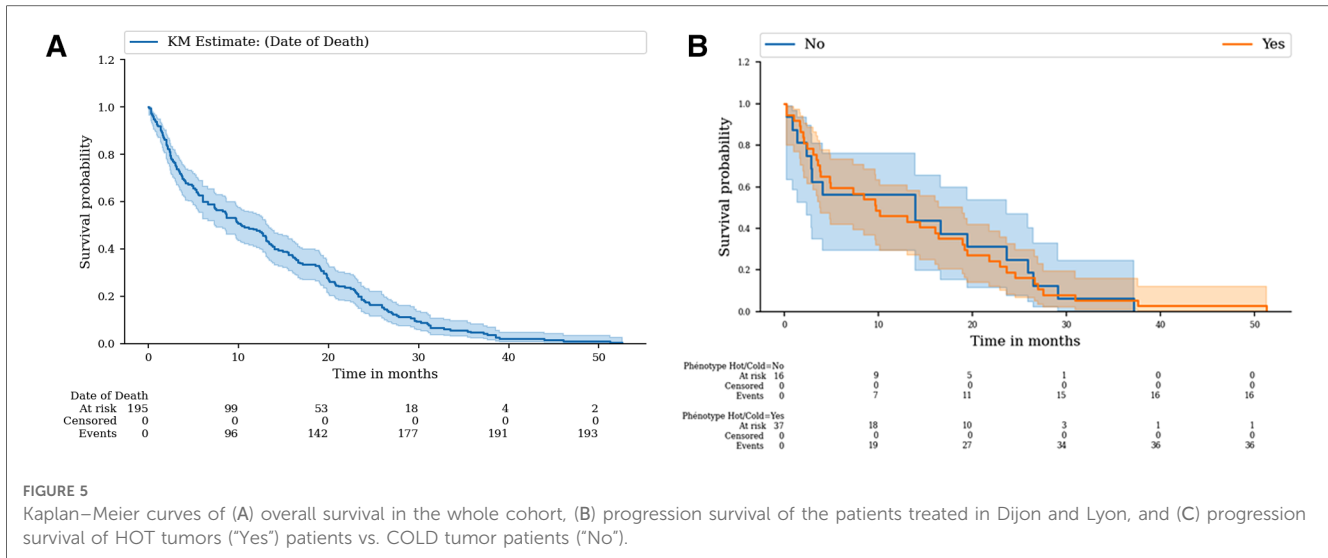 A
KM Estimate: (Date of Death)
1.2
1.0
0.8
0.6
0.4
0.2
0.0
Survival probability
0 10 20 30 40 50
Time in months
Date of Death
At risk 195 99 53 18 4 2
Censored 0 0 0 0 0 0
Events 0 96 142 177 191 193
B
No Yes
1.2
1.0
0.8
0.6
0.4
0.2
0.0
Survival probability
0 10 20 30 40 50
Time in months
Phénotype Hot/Cold=No
At risk 16 9 5 1 0 0
Censored 0 0 0 0 0 0
Events 0 7 11 15 16 16
Phénotype Hot/Cold=Yes
At risk 37 18 10 3 1 1
Censored 0 0 0 0 0 0
Events 0 19 27 34 36 36
FIGURE 5
Kaplan–Meier curves of (A) overall survival in the whole cohort, (B) progression survival of the patients treated in Dijon and Lyon, and (C) progression
survival of HOT tumors (“Yes”) patients vs. COLD tumor patients (“No”).